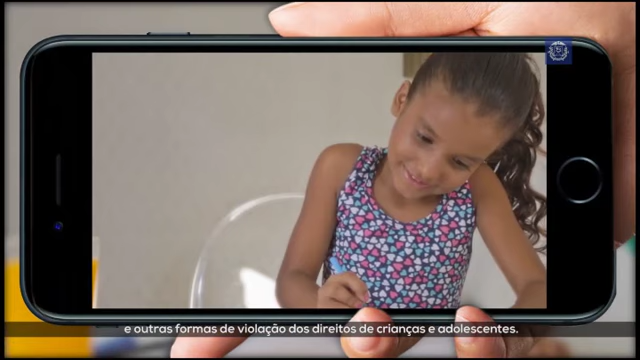 e outras formas de violação dos direitos de crianças e adolescentes.